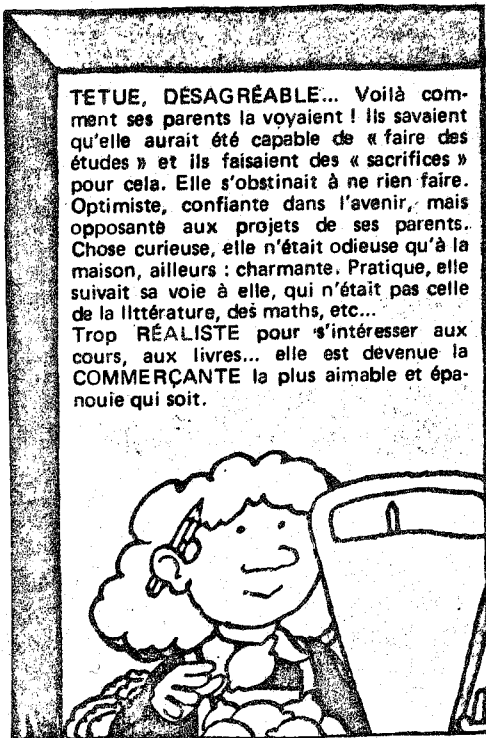 TETUE, DÉSAGRÉABLE... Voilà com-
ment ses parents la voyaient ! Ils savaient
qu'elle aurait été capable de « faire des
études » et ils faisaient des « sacrifices »
pour cela. Elle s'obstinait à ne rien faire.
Optimiste, confiante dans l'avenir, mais
opposante aux projets de ses parents.
Chose curieuse, elle n'était odieuse qu'à la
maison, ailleurs : charmante. Pratique, elle
suivait sa voie à elle, qui n'était pas celle
de la littérature, des maths, etc...
Trop RÉALISTE pour s'intéresser aux
cours, aux livres... elle est devenue la
COMMERÇANTE la plus aimable et épa-
nouie qui soit.